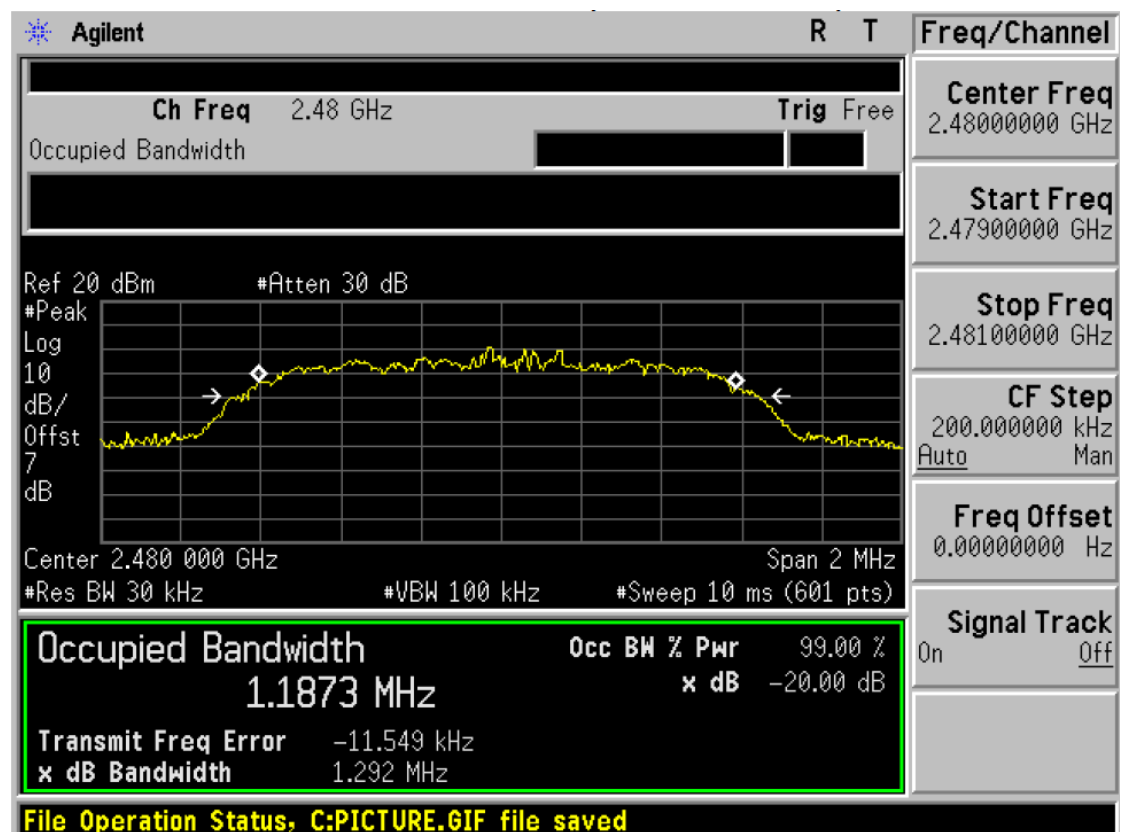 Agilent R T
Freq/Channel
Ch Freq 2.48 GHz Trig Free
Occupied Bandwidth
Center Freq
2.48000000 GHz
Start Freq
2.47900000 GHz
Stop Freq
2.48100000 GHz
CF Step
200.000000 kHz
Auto Man
Freq Offset
0.00000000 Hz
Signal Track
On Off
Ref 20 dBm #Atten 30 dB
#Peak
Log
10
dB/
Offst
7
dB
Center 2.480 000 GHz Span 2 MHz
#Res BW 30 kHz #VBW 100 kHz #Sweep 10 ms (601 pts)
Occupied Bandwidth
1.1873 MHz
Occ BW % Pwr 99.00 %
x dB -20.00 dB
Transmit Freq Error -11.549 kHz
x dB Bandwidth 1.292 MHz
File Operation Status, C:PICTURE.GIF file saved